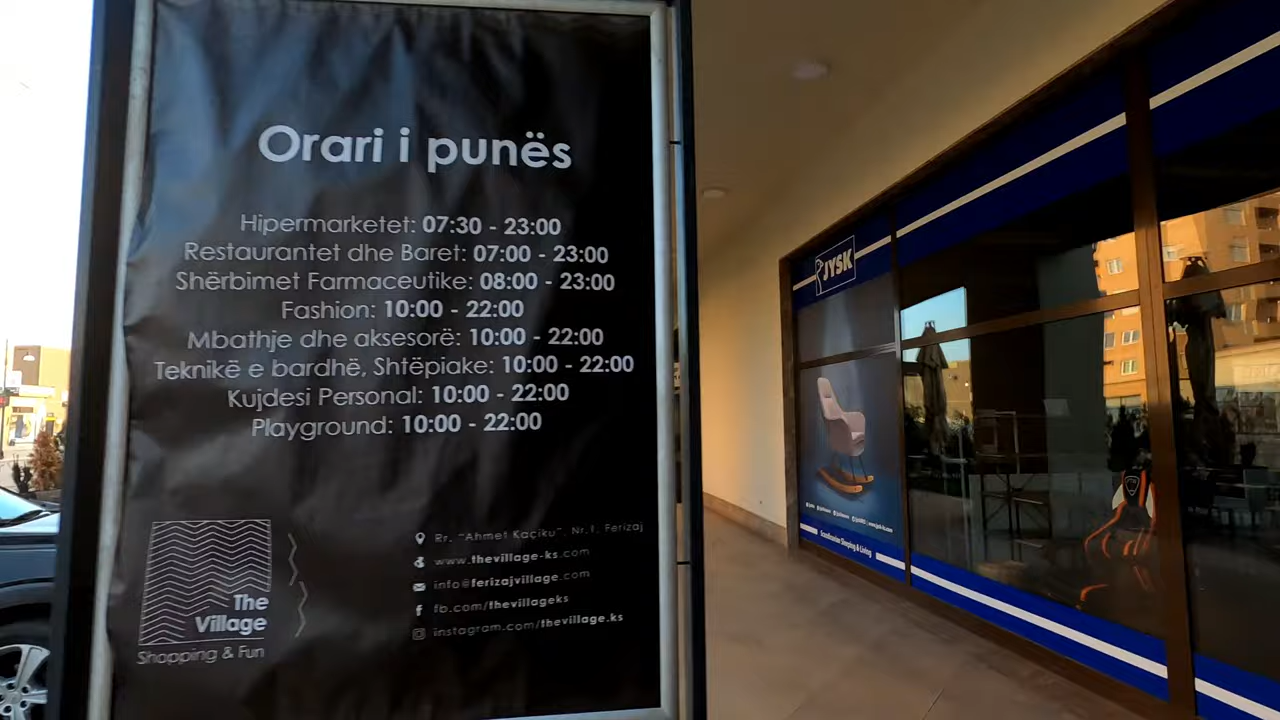 Orari i punës
Hipermarketet: 07:30 - 23:00
Restaurantet dhe Baret: 07:00 - 23:00
Shërbimet Farmaceutike: 08:00 - 23:00
Fashion: 10:00 - 22:00
Mbathje dhe aksesorë: 10:00 - 22:00
Teknikë e bardhë, Shtëpiake: 10:00 - 22:00
Kujdesi Personal: 10:00 - 22:00
Playground: 10:00 - 22:00
The
Village
Shopping & Fun
Rr. "Ahmet Kaçiku", Nr.1, Ferizaj
www.thevillage-ks.com
info@ferizajvillage.com
fb.com/thevillageks
instagram.com/thevillage.ks
JYSK
Scandinavian Sleeping & Living